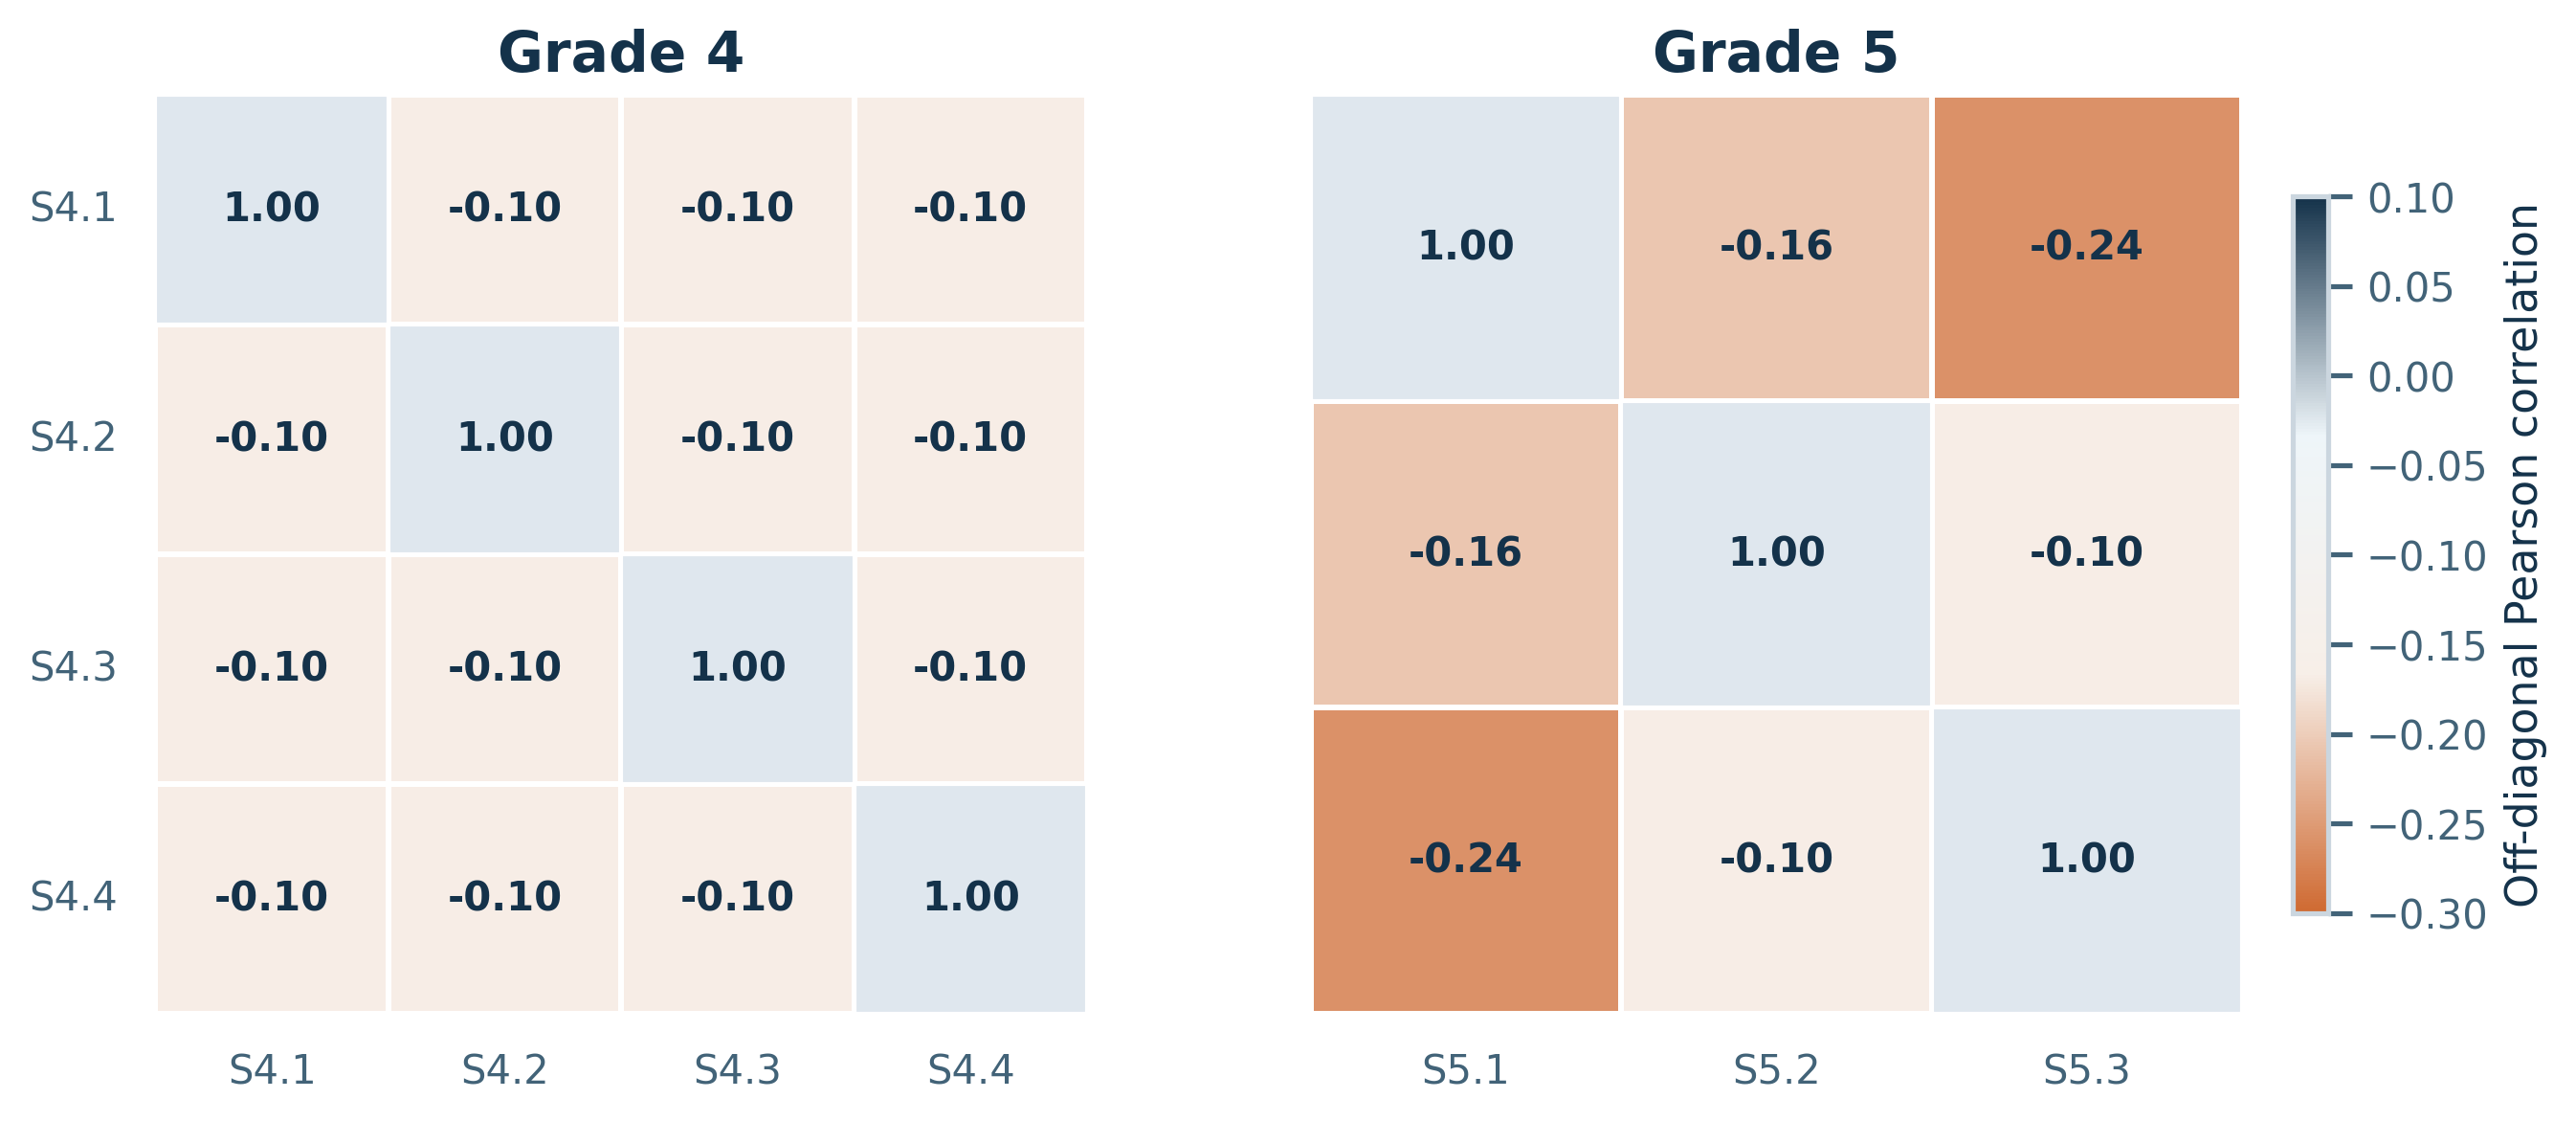 Grade 4
S4.1 1.00 -0.10 -0.10 -0.10
S4.2 -0.10 1.00 -0.10 -0.10
S4.3 -0.10 -0.10 1.00 -0.10
S4.4 -0.10 -0.10 -0.10 1.00
S4.1 S4.2 S4.3 S4.4
Grade 5
1.00 -0.16 -0.24
-0.16 1.00 -0.10
-0.24 -0.10 1.00
S5.1 S5.2 S5.3
0.10
0.05
0.00
−0.05
−0.10
−0.15
−0.20
−0.25
−0.30
Off-diagonal Pearson correlation